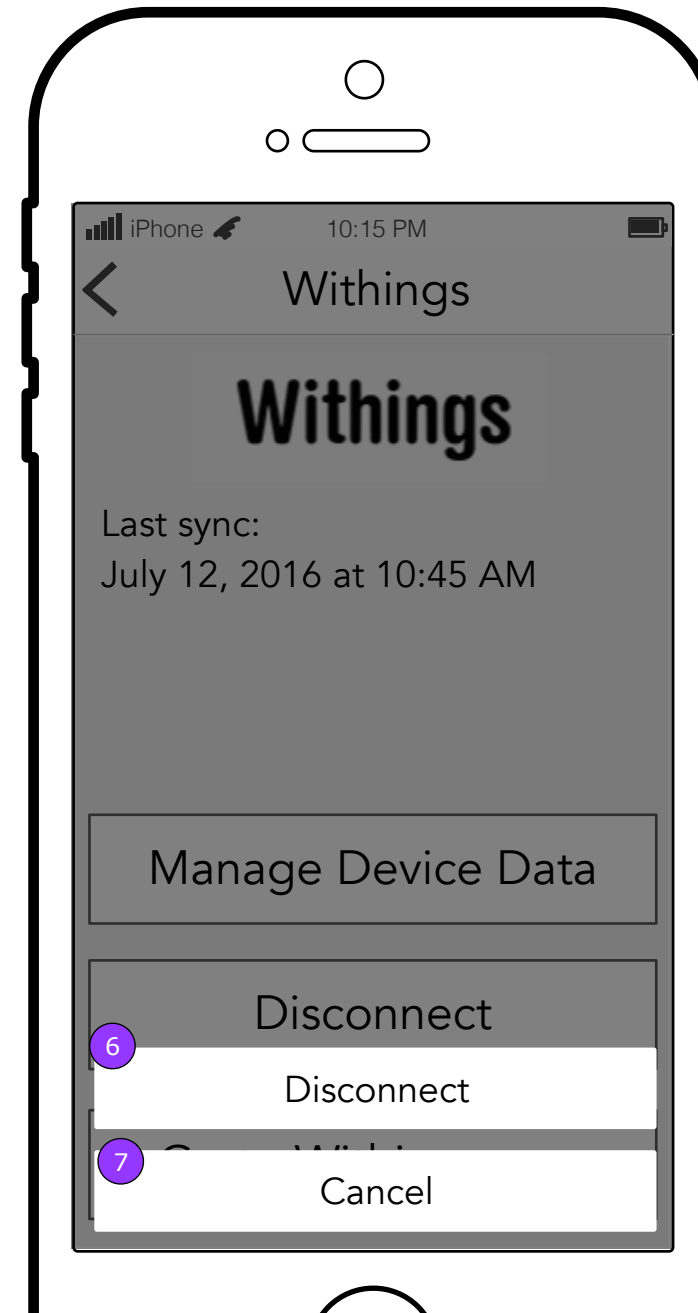 iPhone 10:15 PM
Withings
Withings
Last sync:
July 12, 2016 at 10:45 AM
Manage Device Data
Disconnect
6
Disconnect
7
Cancel